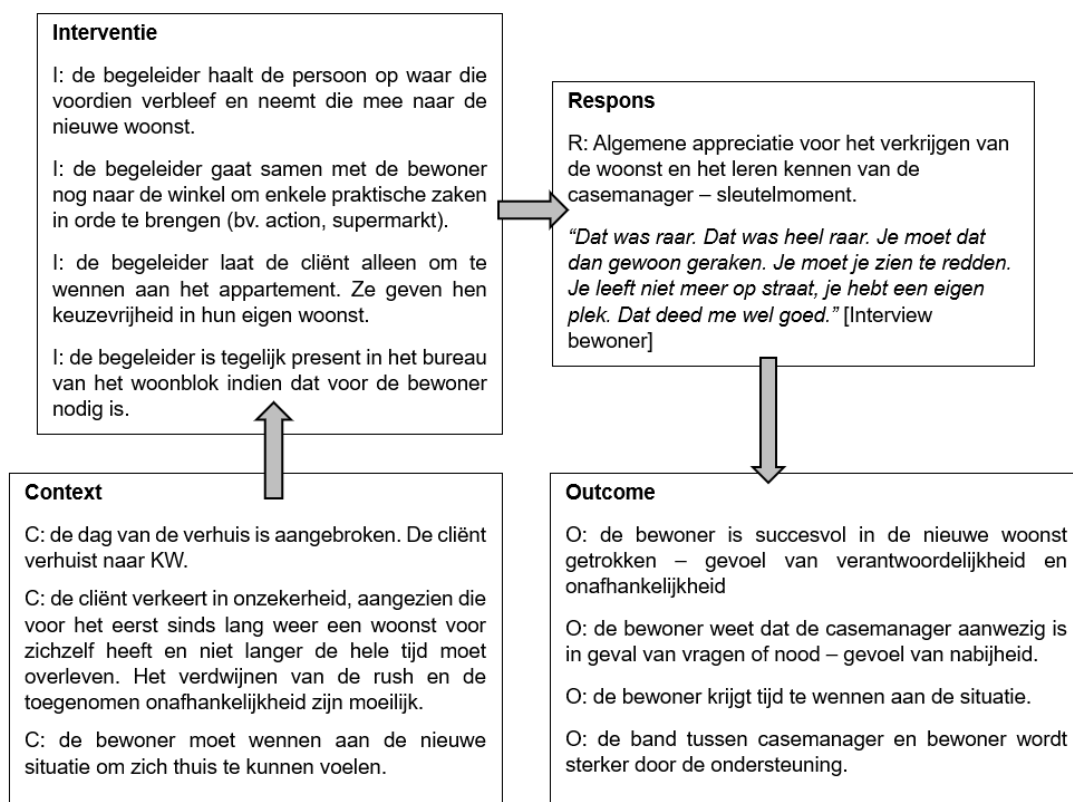 Interventie
I: de begeleider haalt de persoon op waar die
voordien verbleef en neemt die mee naar de
nieuwe woonst.
I: de begeleider gaat samen met de bewoner
nog naar de winkel om enkele praktische zaken
in orde te brengen (bv. action, supermarkt).
I: de begeleider laat de cliënt alleen om te
wennen aan het appartement. Ze geven hen
keuzevrijheid in hun eigen woonst.
I: de begeleider is tegelijk present in het bureau
van het woonblok indien dat voor de bewoner
nodig is.
Respons
R: Algemene appreciatie voor het verkrijgen van
de woonst en het leren kennen van de
casemanager – sleutelmoment.
“Dat was raar. Dat was heel raar. Je moet dat
dan gewoon geraken. Je moet je zien te redden.
Je leeft niet meer op straat, je hebt een eigen
plek. Dat deed me wel goed.” [Interview
bewoner]
Context
C: de dag van de verhuis is aangebroken. De cliënt
verhuist naar KW.
C: de cliënt verkeert in onzekerheid, aangezien die
voor het eerst sinds lang weer een woonst voor
zichzelf heeft en niet langer de hele tijd moet
overleven. Het verdwijnen van de rush en de
toegenomen onafhankelijkheid zijn moeilijk.
C: de bewoner moet wennen aan de nieuwe
situatie om zich thuis te kunnen voelen.
Outcome
O: de bewoner is succesvol in de nieuwe woonst
getrokken – gevoel van verantwoordelijkheid en
onafhankelijkheid
O: de bewoner weet dat de casemanager aanwezig is
in geval van vragen of nood – gevoel van nabijheid.
O: de bewoner krijgt tijd te wennen aan de situatie.
O: de band tussen casemanager en bewoner wordt
sterker door de ondersteuning.